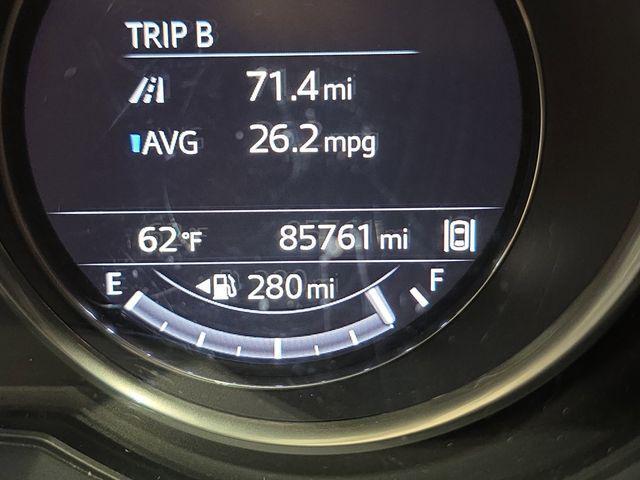 TRIP B
71.4 mi
AVG 26.2 mpg
62°F 85761 mi
E 280 mi F